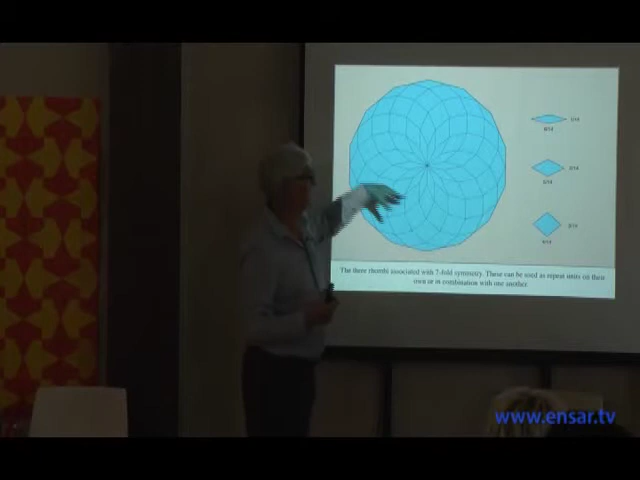 The three rhombs associated with 7-fold symmetry. These can be used as repeat units on their
own or in combination with one another.
www.ensar.tv